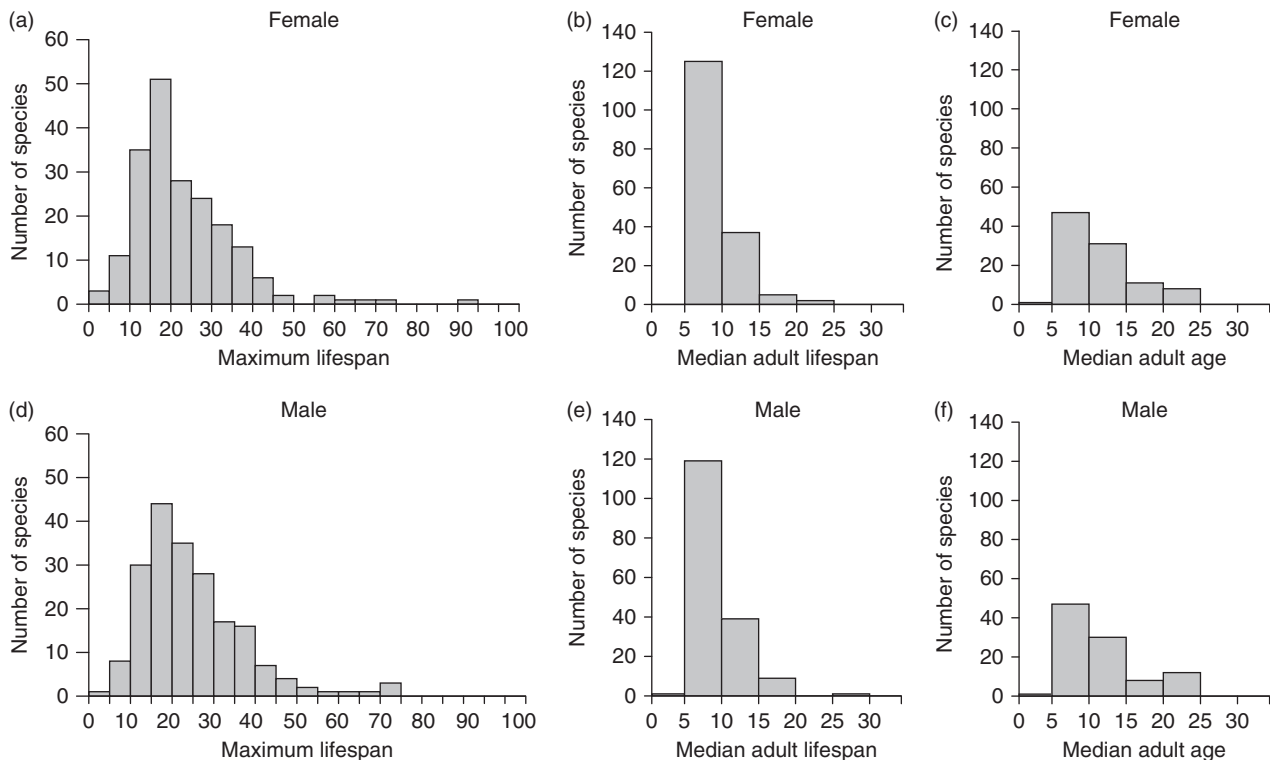 (a)
Female
Number of species
60
50
40
30
20
10
0
0 10 20 30 40 50 60 70 80 90 100
Maximum lifespan
(b)
Female
Number of species
140
120
100
80
60
40
20
0
0 5 10 15 20 25 30
Median adult lifespan
(c)
Female
Number of species
140
120
100
80
60
40
20
0
0 5 10 15 20 25 30
Median adult age
(d)
Male
Number of species
60
50
40
30
20
10
0
0 10 20 30 40 50 60 70 80 90 100
Maximum lifespan
(e)
Male
Number of species
140
120
100
80
60
40
20
0
0 5 10 15 20 25 30
Median adult lifespan
(f)
Male
Number of species
140
120
100
80
60
40
20
0
0 5 10 15 20 25 30
Median adult age